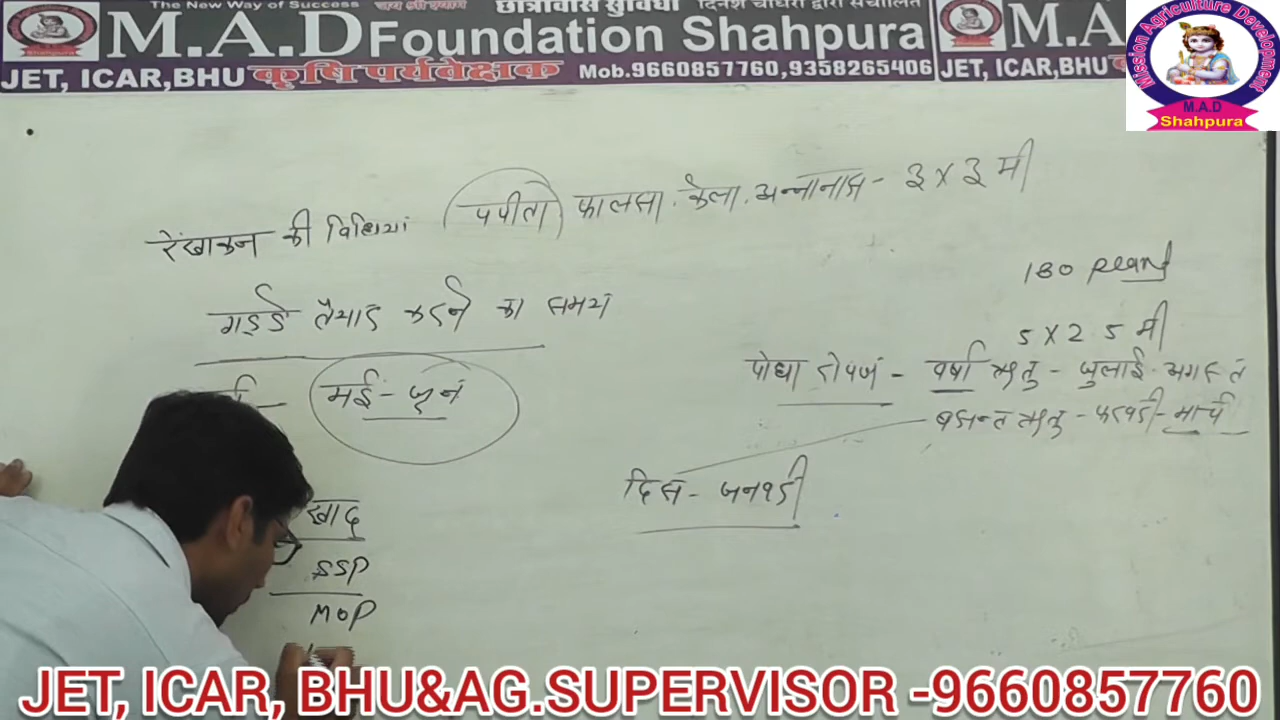 The New Way of Success जय श्री श्याम छात्रावास सुविधा दिनेश चौधरी द्वारा संचालित
M.A.D Foundation Shahpura
JET, ICAR,BHU कृषि पर्यवेक्षक Mob.9660857760,9358265406
M.A
JET, ICAR,BHU
Mission Agriculture Development
M.A.D
Shahpura
पपीता फालसा. केला. अन्नानास - 3 X 3 मी
रेंखाकन की विधियां
180 plant
गड्डे तैयार करने का समय
5 X 2.5 मी
पोधा रोपण - वर्षा ऋतु - जुलाई-अगस्त
मई - जून
बसन्त ऋतु - फरवरी-मार्च
दिस - जनवरी
खाद
SSP
MOP
JET, ICAR, BHU&AG.SUPERVISOR -9660857760